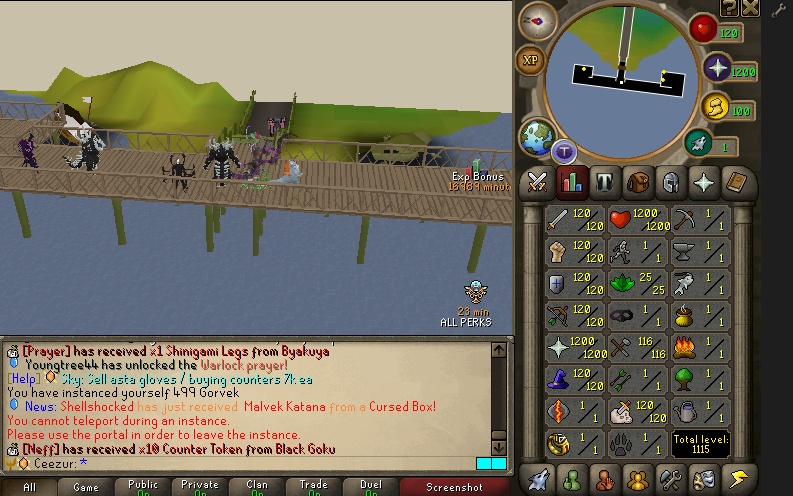 Exp Bonus
16989 minut
23 min
ALL PERKS
[Prayer] has received x1 Shinigami Legs from Byakuya
Youngtree44 has unlocked the Warlock prayer!
[Help] Sky: Sell asta gloves / buying counters 7k ea
You have instanced yourself 499 Gorvek
News: Shellshocked has just received Malvek Katana from a Cursed Box!
You cannot teleport during an instance.
Please use the portal in order to leave the instance.
[Neff] has received x10 Counter Token from Black Goku
Ceezur: *
All
Game
Public
On
Private
On
Clan
On
Trade
On
Duel
On
Screenshot
XP
T
?
120
1200
100
1
120/120 1200/1200 1/1
120/120 1/1 1/1
120/120 25/25 1/1
120/120 1/1 1/1
1200/1200 116/116 1/1
120/120 1/1 1/1
1/1 120/120 1/1
1/1 1/1
Total level:
1115